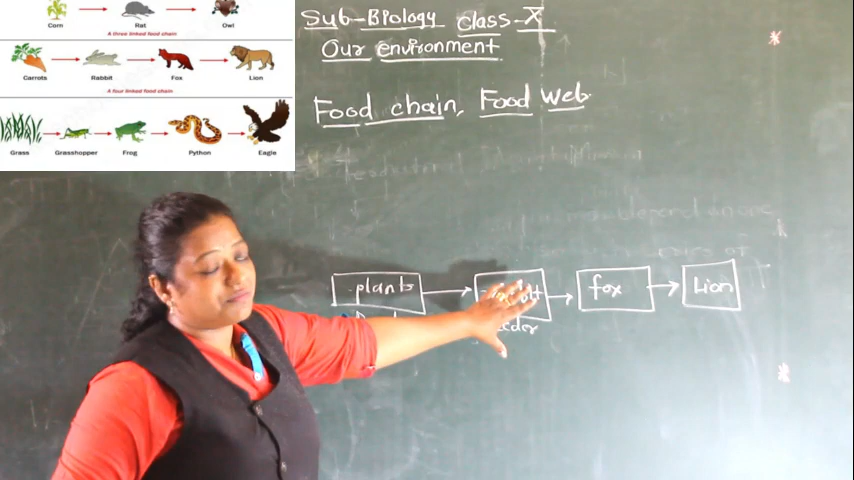 Corn Rat Owl
A three linked food chain
Carrots Rabbit Fox Lion
A four linked food chain
Grass Grasshopper Frog Python Eagle
Sub-Biology class-X
Our environment
Food chain, Food web
plants fox Lion